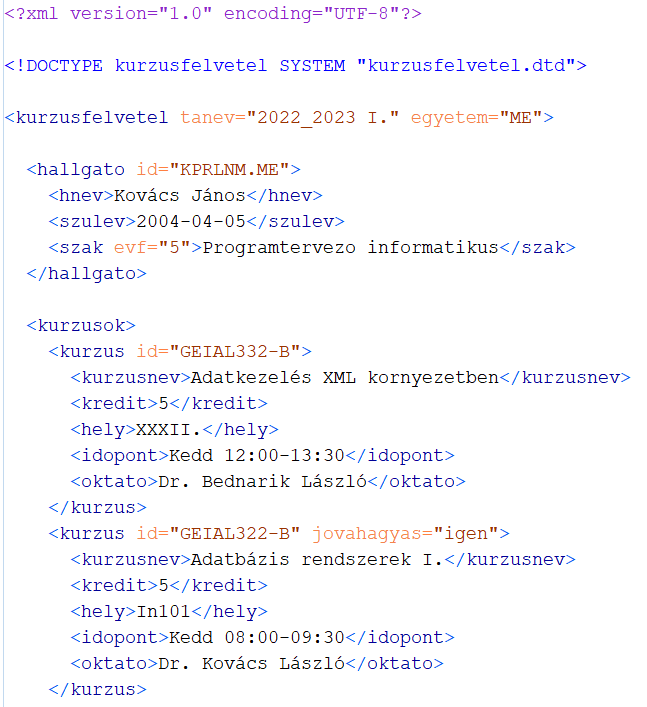 <?xml version="1.0" encoding="UTF-8"?>
<!DOCTYPE kurzusfelvetel SYSTEM "kurzusfelvetel.dtd">
<kurzusfelvetel tanev="2022_2023 I." egyetem="ME">
<hallgato id="KPRLNM.ME">
<hnev>Kovács János</hnev>
<szulev>2004-04-05</szulev>
<szak evf="5">Programtervezo informatikus</szak>
</hallgato>
<kurzusok>
<kurzus id="GEIAL332-B">
<kurzusnev>Adatkezelés XML kornyezetben</kurzusnev>
<kredit>5</kredit>
<hely>XXXII.</hely>
<idopont>Kedd 12:00-13:30</idopont>
<oktato>Dr. Bednarik László</oktato>
</kurzus>
<kurzus id="GEIAL322-B" jovahagyas="igen">
<kurzusnev>Adatbázis rendszerek I.</kurzusnev>
<kredit>5</kredit>
<hely>In101</hely>
<idopont>Kedd 08:00-09:30</idopont>
<oktato>Dr. Kovács László</oktato>
</kurzus>